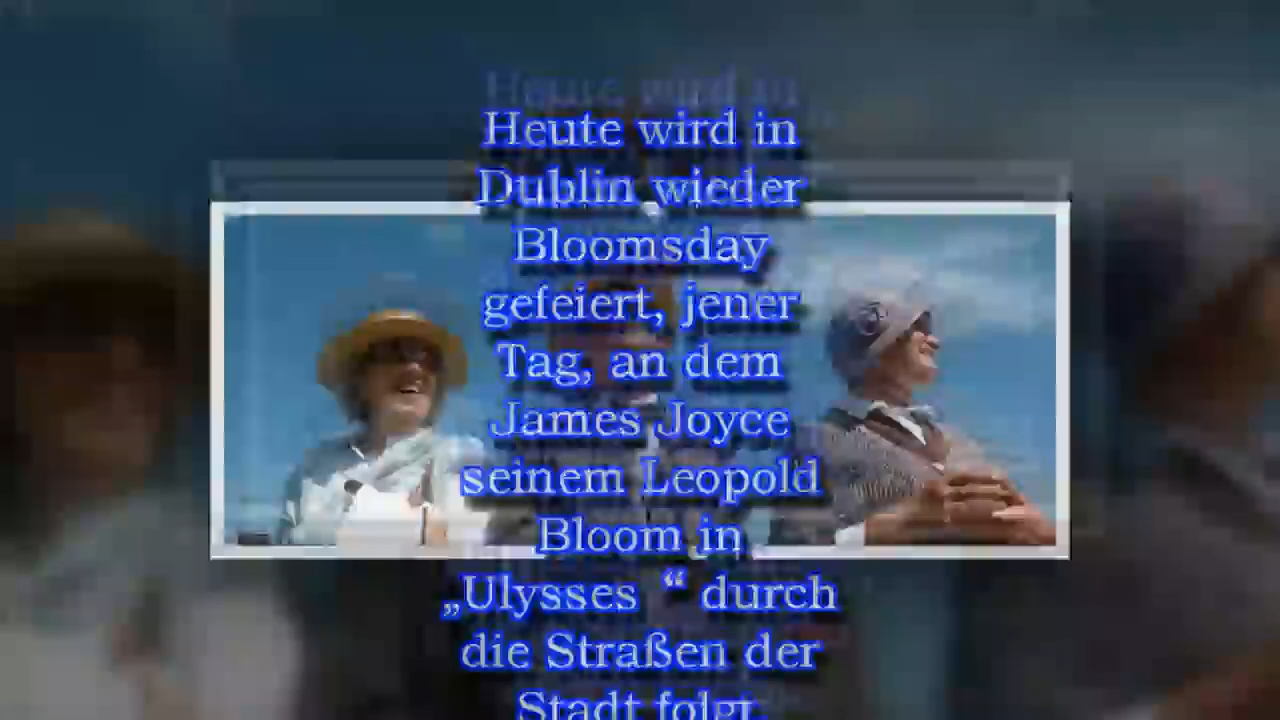 Heute wird in
Dublin wieder
Bloomsday
gefeiert, jener
Tag, an dem
James Joyce
seinem Leopold
Bloom in
„Ulysses “ durch
die Straßen der
Stadt folgt.